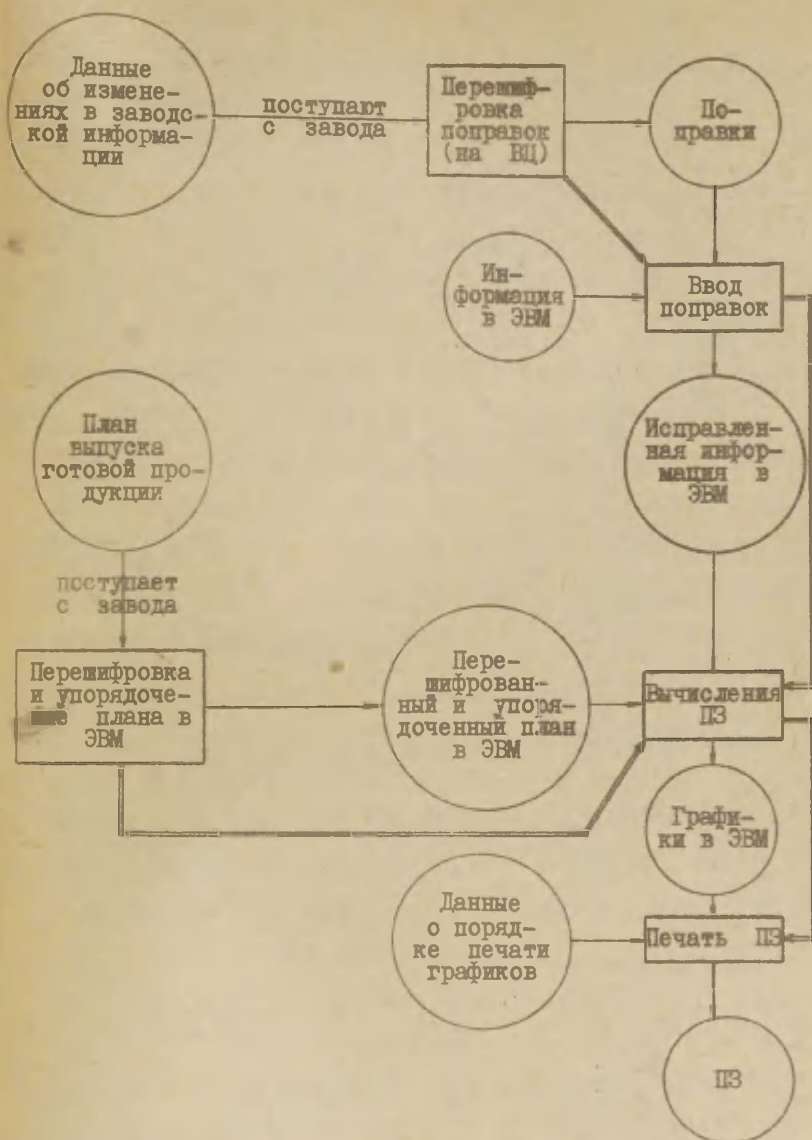 Данные
об измене-
ниях в заводс-
кой информа-
ции
поступают
с завода
Перешиф-
ровка
поправок
(на ВЦ)
По-
правки
Ин-
формация
в ЭВМ
Ввод
поправок
План
выпуска
готовой про-
дукции
Исправлен-
ная инфор-
мация в
ЭВМ
поступает
с завода
Перешифровка
и упорядоче-
ние плана в
ЭВМ
Пере-
шифрован-
ный и упоря-
доченный план
в ЭВМ
Вычисления
ПЗ
Графи-
ки в ЭВМ
Данные
о поряд-
ке печати
графиков
Печать ПЗ
ПЗ